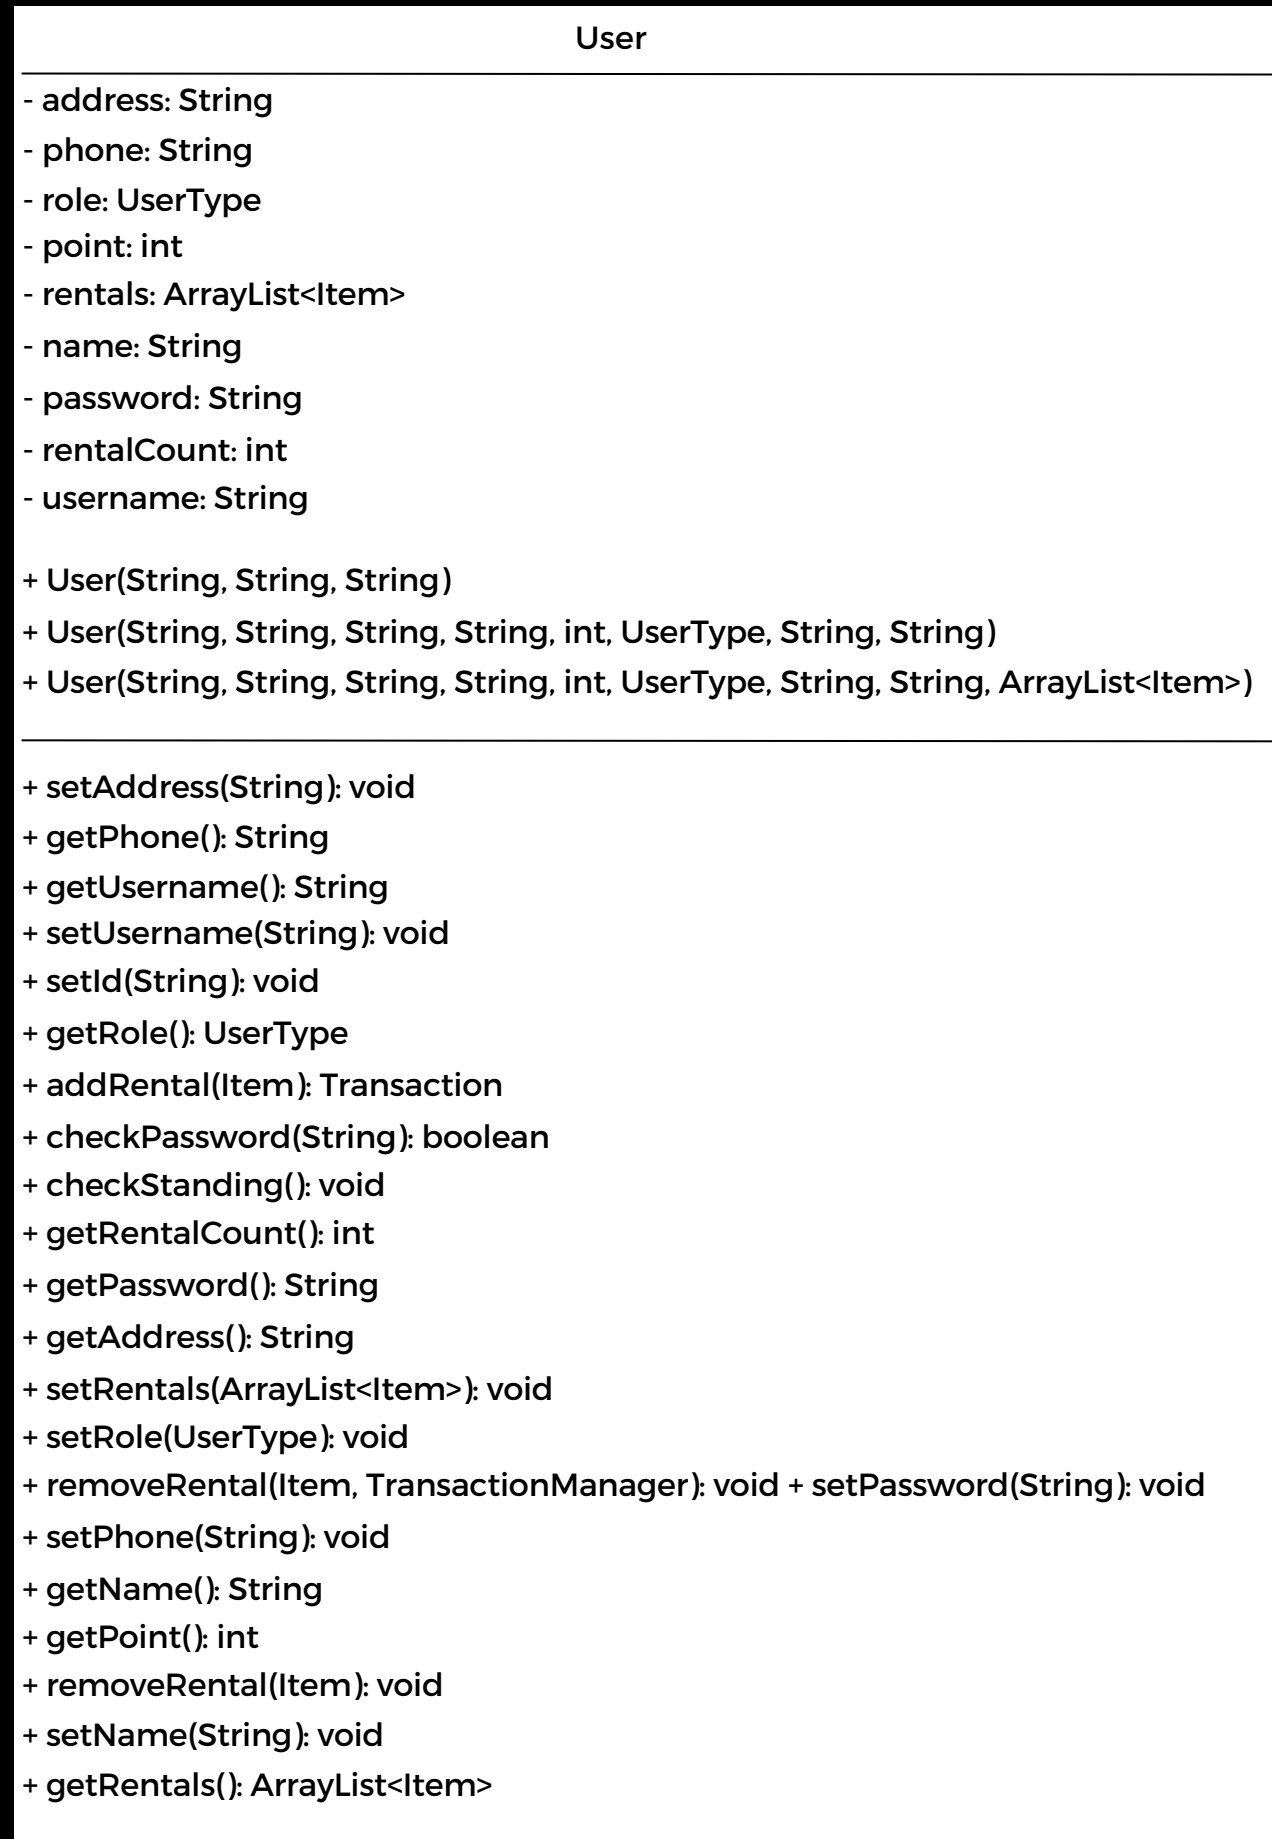 User
- address: String
- phone: String
- role: UserType
- point: int
- rentals: ArrayList<Item>
- name: String
- password: String
- rentalCount: int
- username: String
+ User(String, String, String)
+ User(String, String, String, String, int, UserType, String, String)
+ User(String, String, String, String, int, UserType, String, String, ArrayList<Item>)
+ setAddress(String): void
+ getPhone(): String
+ getUsername(): String
+ setUsername(String): void
+ setId(String): void
+ getRole(): UserType
+ addRental(Item): Transaction
+ checkPassword(String): boolean
+ checkStanding(): void
+ getRentalCount(): int
+ getPassword(): String
+ getAddress(): String
+ setRentals(ArrayList<Item>): void
+ setRole(UserType): void
+ removeRental(Item, TransactionManager): void + setPassword(String): void
+ setPhone(String): void
+ getName(): String
+ getPoint(): int
+ removeRental(Item): void
+ setName(String): void
+ getRentals(): ArrayList<Item>